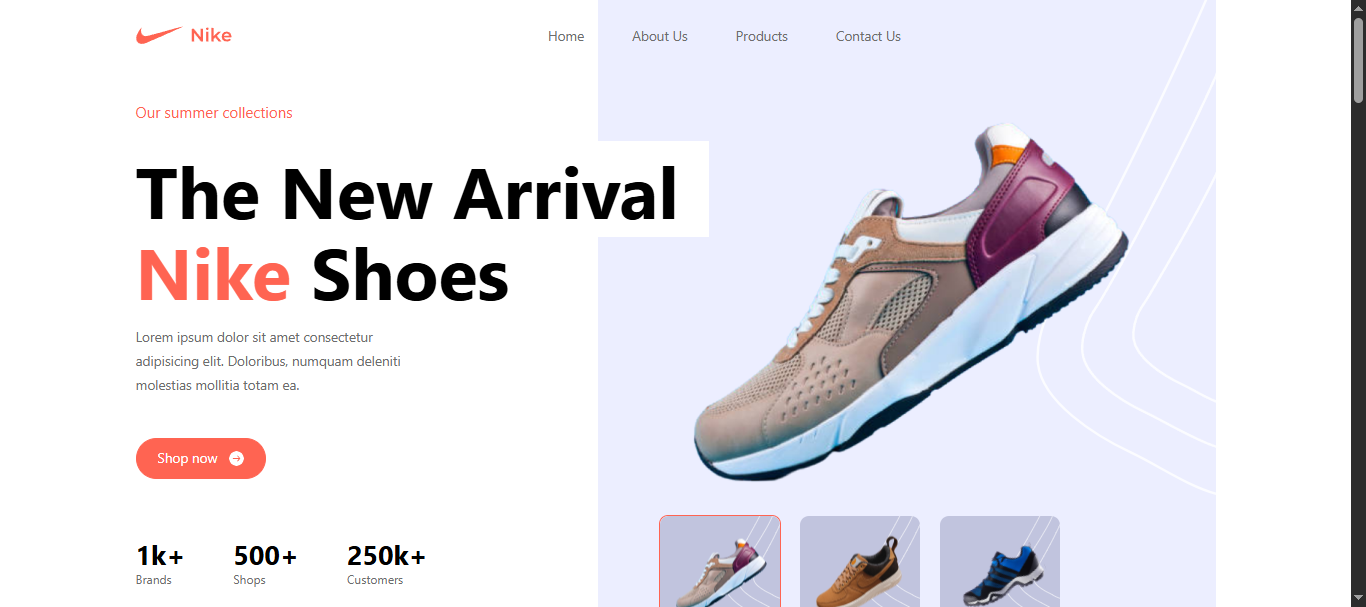 Nike
Home
About Us
Products
Contact Us
Our summer collections
The New Arrival
Nike Shoes
Lorem ipsum dolor sit amet consectetur
adipisicing elit. Doloribus, numquam deleniti
molestias mollitia totam ea.
Shop now
1k+
Brands
500+
Shops
250k+
Customers